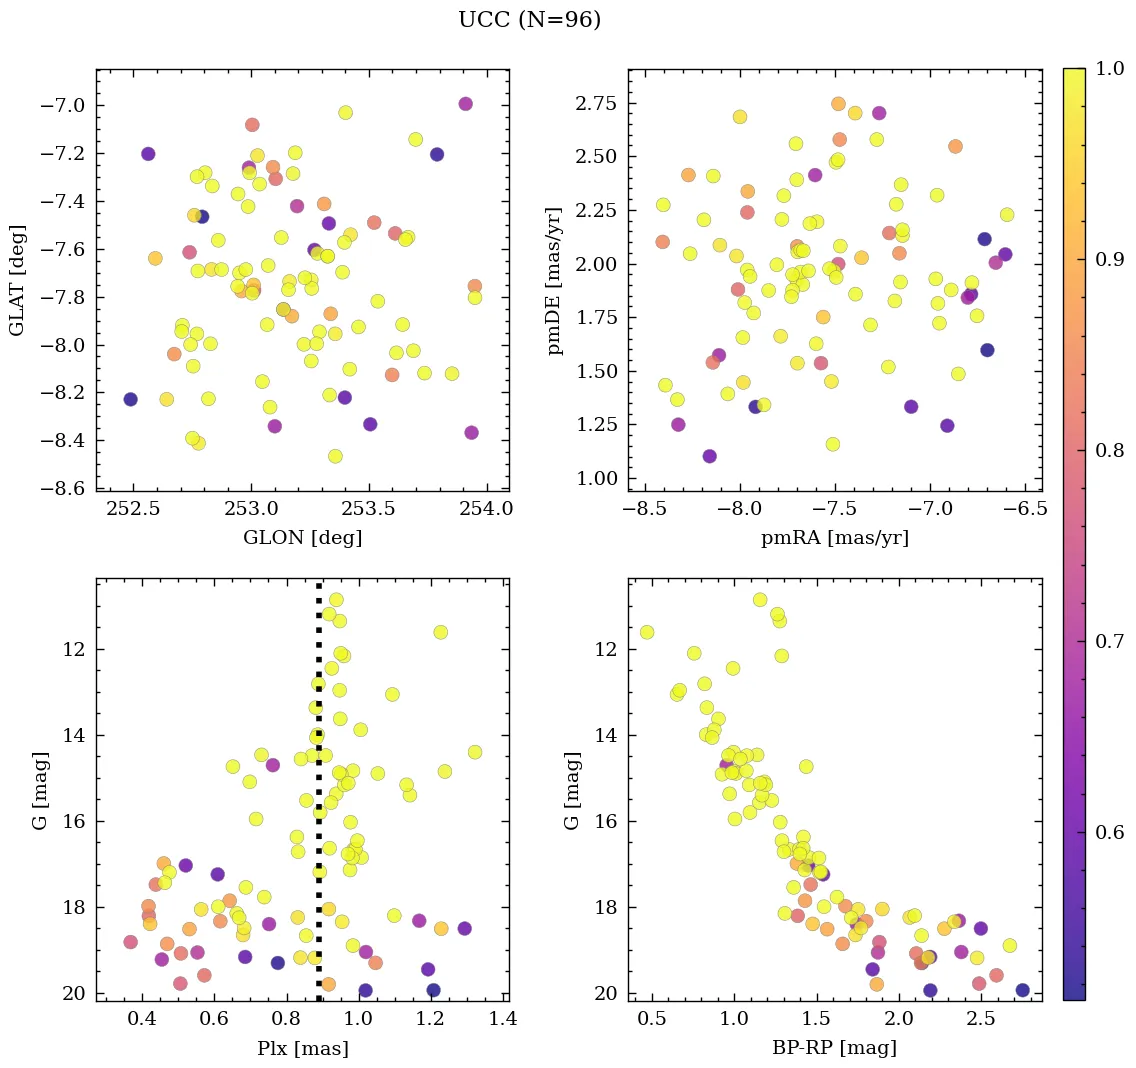 UCC (N=96)
−7.0
−7.2
−7.4
−7.6
−7.8
−8.0
−8.2
−8.4
−8.6
GLAT [deg]
252.5 253.0 253.5 254.0
GLON [deg]
2.75
2.50
2.25
2.00
1.75
1.50
1.25
1.00
pmDE [mas/yr]
−8.5 −8.0 −7.5 −7.0 −6.5
pmRA [mas/yr]
1.0
0.9
0.8
0.7
0.6
12
14
16
18
20
G [mag]
0.4 0.6 0.8 1.0 1.2 1.4
Plx [mas]
12
14
16
18
20
G [mag]
0.5 1.0 1.5 2.0 2.5
BP-RP [mag]